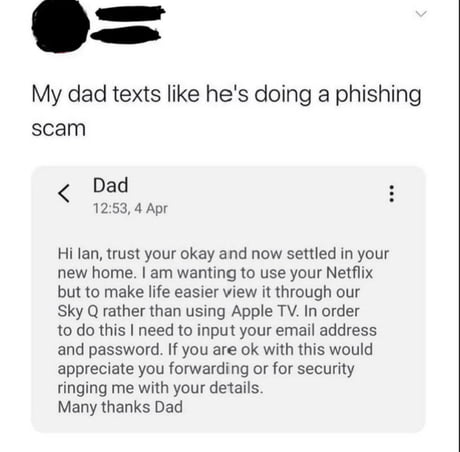 My dad texts like he's doing a phishing
scam
Dad
12:53, 4 Apr
Hi Ian, trust your okay and now settled in your
new home. I am wanting to use your Netflix
but to make life easier view it through our
Sky Q rather than using Apple TV. In order
to do this I need to input your email address
and password. If you are ok with this would
appreciate you forwarding or for security
ringing me with your details.
Many thanks Dad